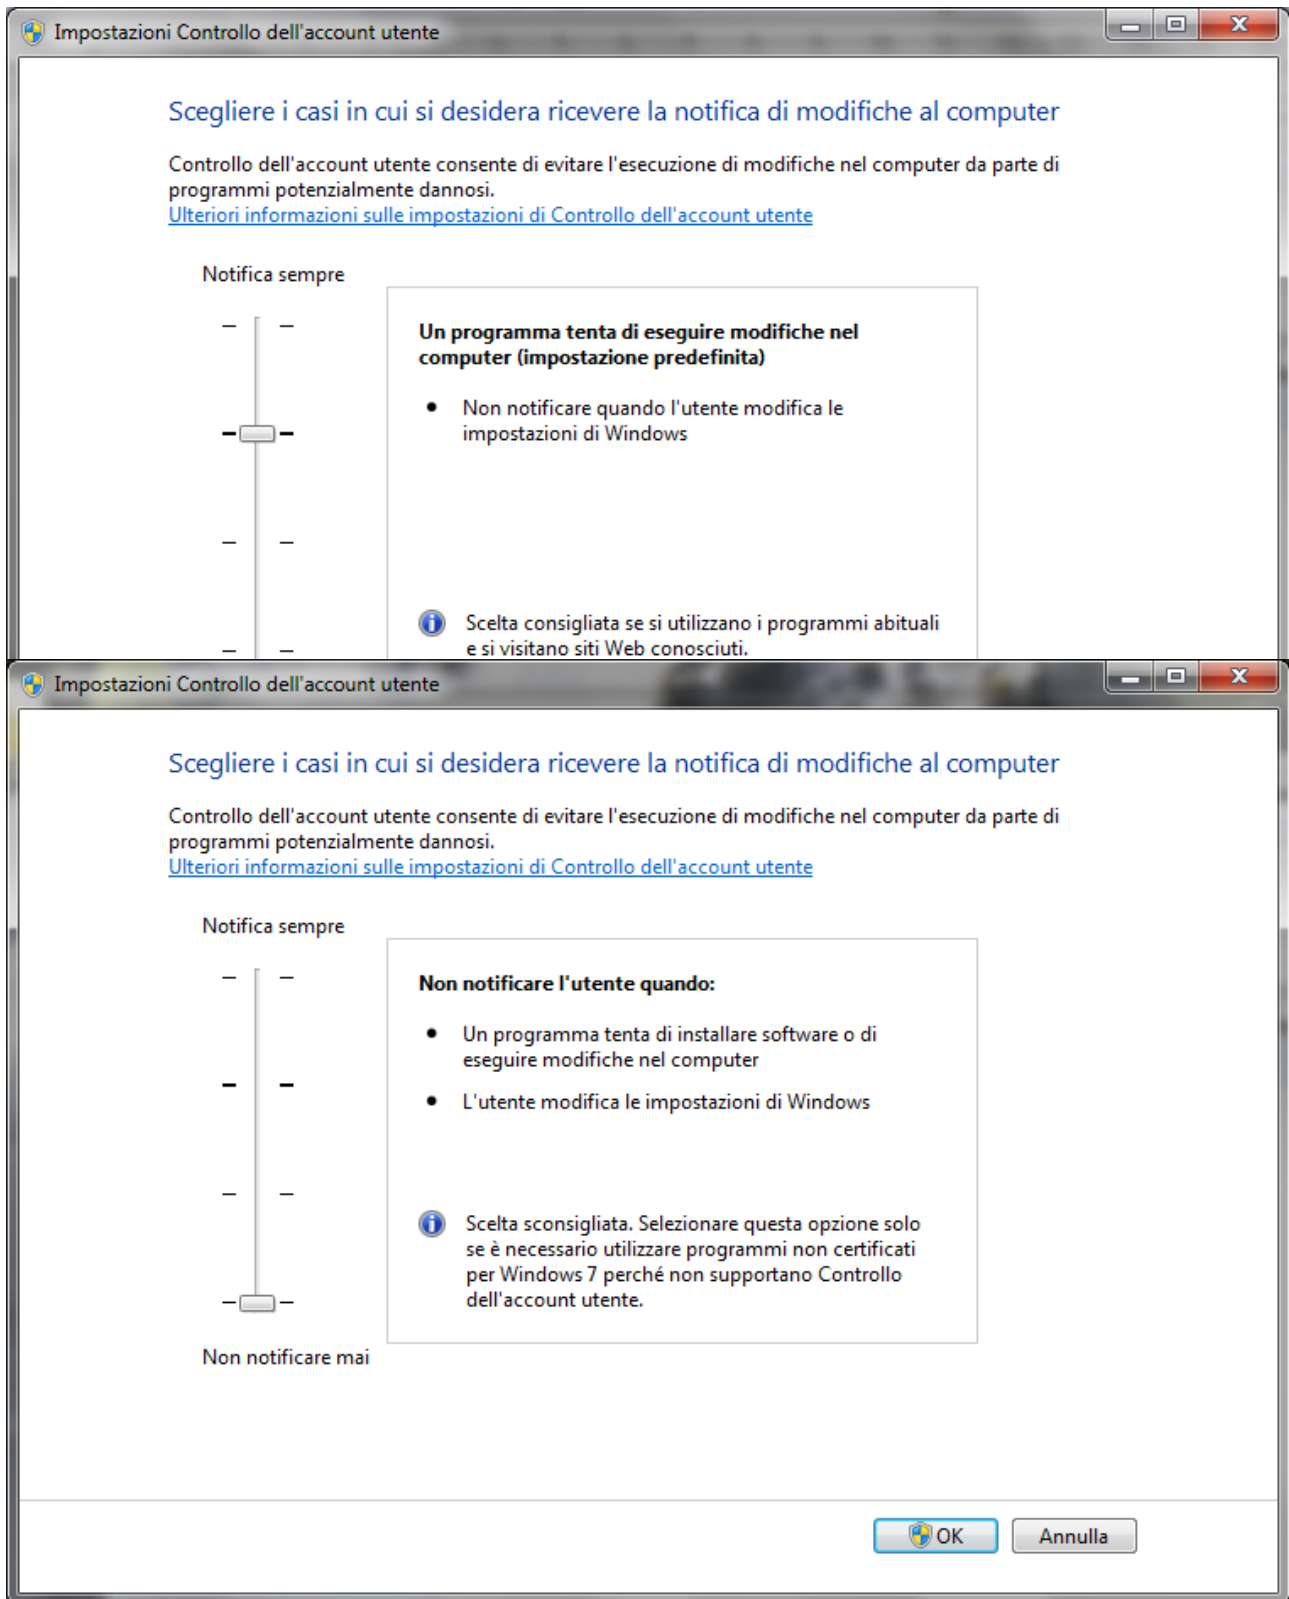 Impostazioni Controllo dell'account utente
Scegliere i casi in cui si desidera ricevere la notifica di modifiche al computer
Controllo dell'account utente consente di evitare l'esecuzione di modifiche nel computer da parte di
programmi potenzialmente dannosi.
Ulteriori informazioni sulle impostazioni di Controllo dell'account utente
Notifica sempre
Un programma tenta di eseguire modifiche nel
computer (impostazione predefinita)
• Non notificare quando l'utente modifica le
impostazioni di Windows
Scelta consigliata se si utilizzano i programmi abituali
e si visitano siti Web conosciuti.
Impostazioni Controllo dell'account utente
Scegliere i casi in cui si desidera ricevere la notifica di modifiche al computer
Controllo dell'account utente consente di evitare l'esecuzione di modifiche nel computer da parte di
programmi potenzialmente dannosi.
Ulteriori informazioni sulle impostazioni di Controllo dell'account utente
Notifica sempre
Non notificare l'utente quando:
• Un programma tenta di installare software o di
eseguire modifiche nel computer
• L'utente modifica le impostazioni di Windows
Scelta sconsigliata. Selezionare questa opzione solo
se è necessario utilizzare programmi non certificati
per Windows 7 perché non supportano Controllo
dell'account utente.
Non notificare mai
OK
Annulla